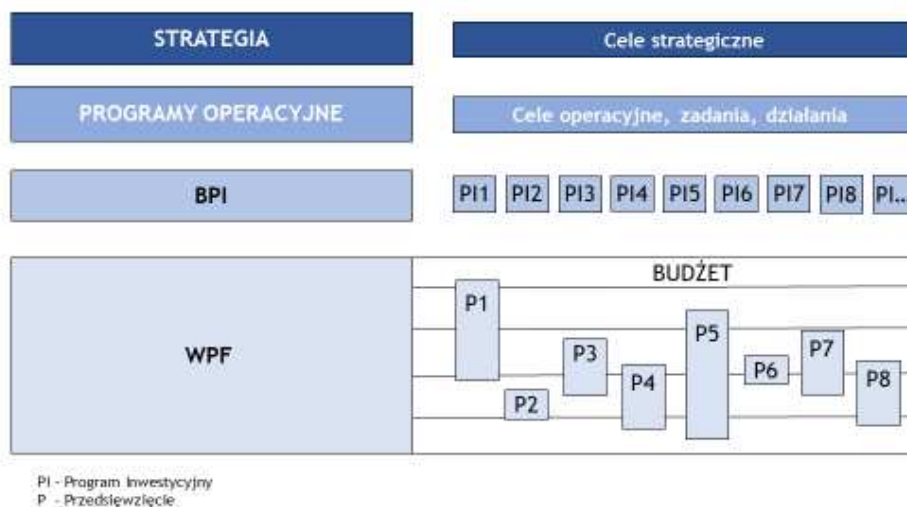 STRATEGIA
Cele strategiczne
PROGRAMY OPERACYJNE
Cele operacyjne, zadania, działania
BPI
PI1 PI2 PI3 PI4 PI5 PI6 PI7 PI8 PI..
WPF
BUDŻET
P1
P2
P3
P4
P5
P6
P7
P8
PI - Program Inwestycyjny
P - Przedsięwzięcie